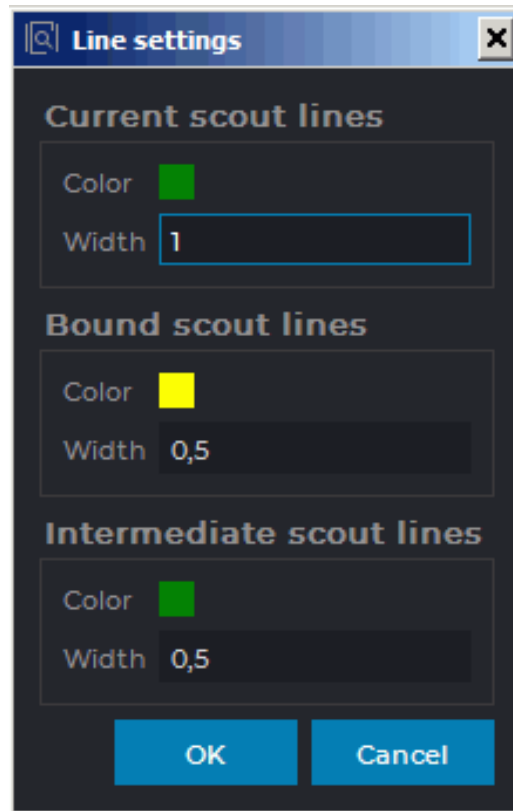 Line settings
Current scout lines
Color
Width 1
Bound scout lines
Color
Width 0,5
Intermediate scout lines
Color
Width 0,5
OK Cancel